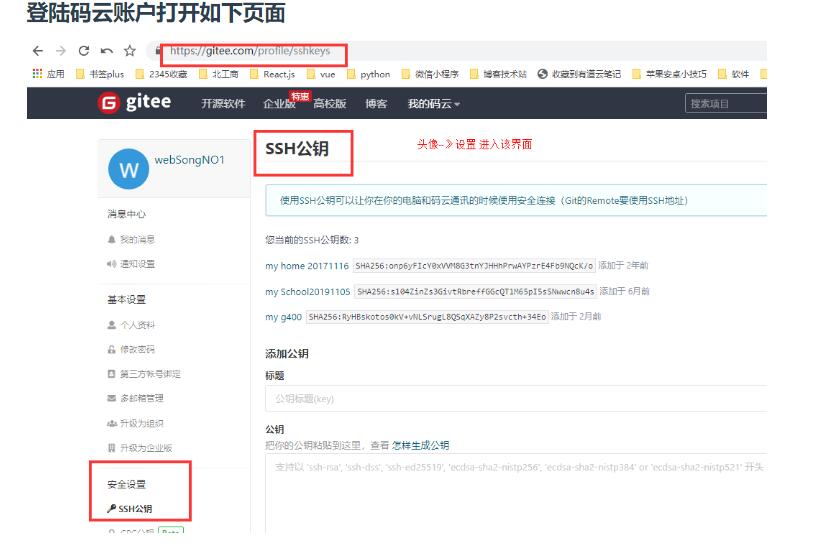 登陆码云账户打开如下页面
https://gitee.com/profile/sshkeys
应用 书签plus 2345收藏 北工商 React.js vue python 微信小程序 博客技术站 收藏到有道云笔记 苹果安卓小技巧 软件
gitee 开源软件 企业版 特惠 高校版 博客 我的码云 搜索项目
W webSongNO1
SSH公钥
头像--》设置 进入该界面
使用SSH公钥可以让你在你的电脑和码云通讯的时候使用安全连接（Git的Remote要使用SSH地址）
消息中心
我的消息
通知设置
基本设置
个人资料
修改密码
第三方帐号绑定
多邮箱管理
升级为组织
升级为企业版
安全设置
SSH公钥
GPG公钥 Beta
您当前的SSH公钥数: 3
my home 20171116 SHA256:onp6yFIcY0xVVM8G3tnYJHHhPrwAYPzrE4Fb9NQcK/o 添加于 2年前
my School20191105 SHA256:s104ZinZs3GivtRbreffGGcQT1M65pI5sSNwwcn8u4s 添加于 6月前
my g400 SHA256:RyHBskotos0kV+vNLSrugL8QSqXAZy8P2svcth+34Eo 添加于 2月前
添加公钥
标题
公钥标题(key)
公钥
把你的公钥粘贴到这里，查看 怎样生成公钥
支持以 'ssh-rsa', 'ssh-dss', 'ssh-ed25519', 'ecdsa-sha2-nistp256', 'ecdsa-sha2-nistp384' or 'ecdsa-sha2-nistp521' 开头